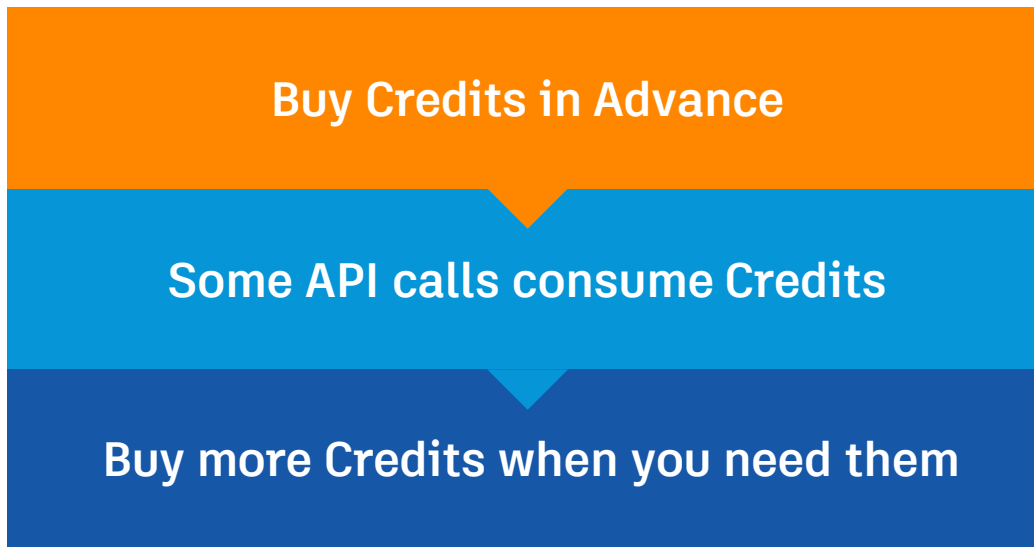 Buy Credits in Advance
Some API calls consume Credits
Buy more Credits when you need them